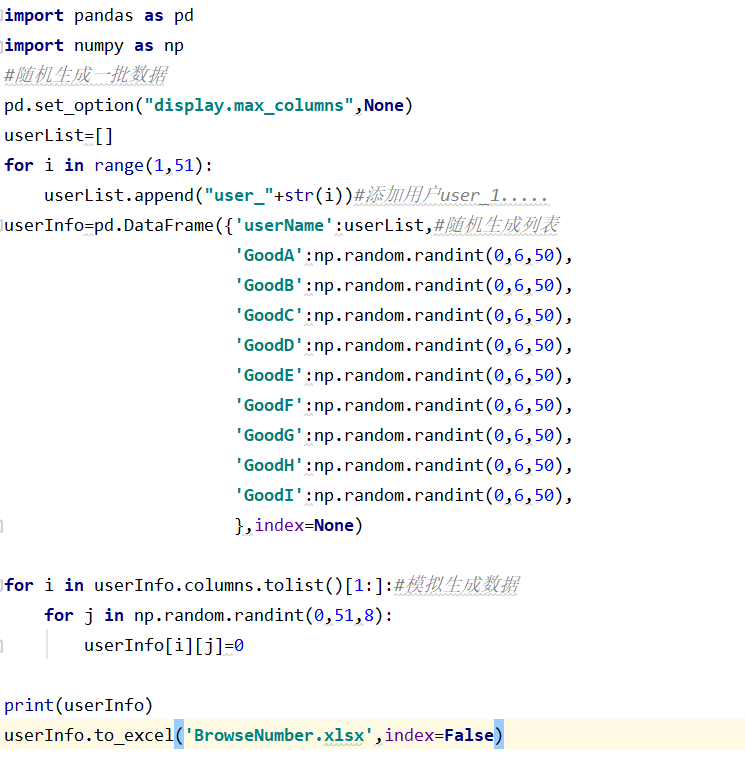 import pandas as pd
import numpy as np
#随机生成一批数据
pd.set_option("display.max_columns",None)
userList=[]
for i in range(1,51):
    userList.append("user_"+str(i))#添加用户user_1.....
userInfo=pd.DataFrame({'userName':userList,#随机生成列表
                       'GoodA':np.random.randint(0,6,50),
                       'GoodB':np.random.randint(0,6,50),
                       'GoodC':np.random.randint(0,6,50),
                       'GoodD':np.random.randint(0,6,50),
                       'GoodE':np.random.randint(0,6,50),
                       'GoodF':np.random.randint(0,6,50),
                       'GoodG':np.random.randint(0,6,50),
                       'GoodH':np.random.randint(0,6,50),
                       'GoodI':np.random.randint(0,6,50),
                       },index=None)
for i in userInfo.columns.tolist()[1:]:#模拟生成数据
    for j in np.random.randint(0,51,8):
        userInfo[i][j]=0
print(userInfo)
userInfo.to_excel('BrowseNumber.xlsx',index=False)